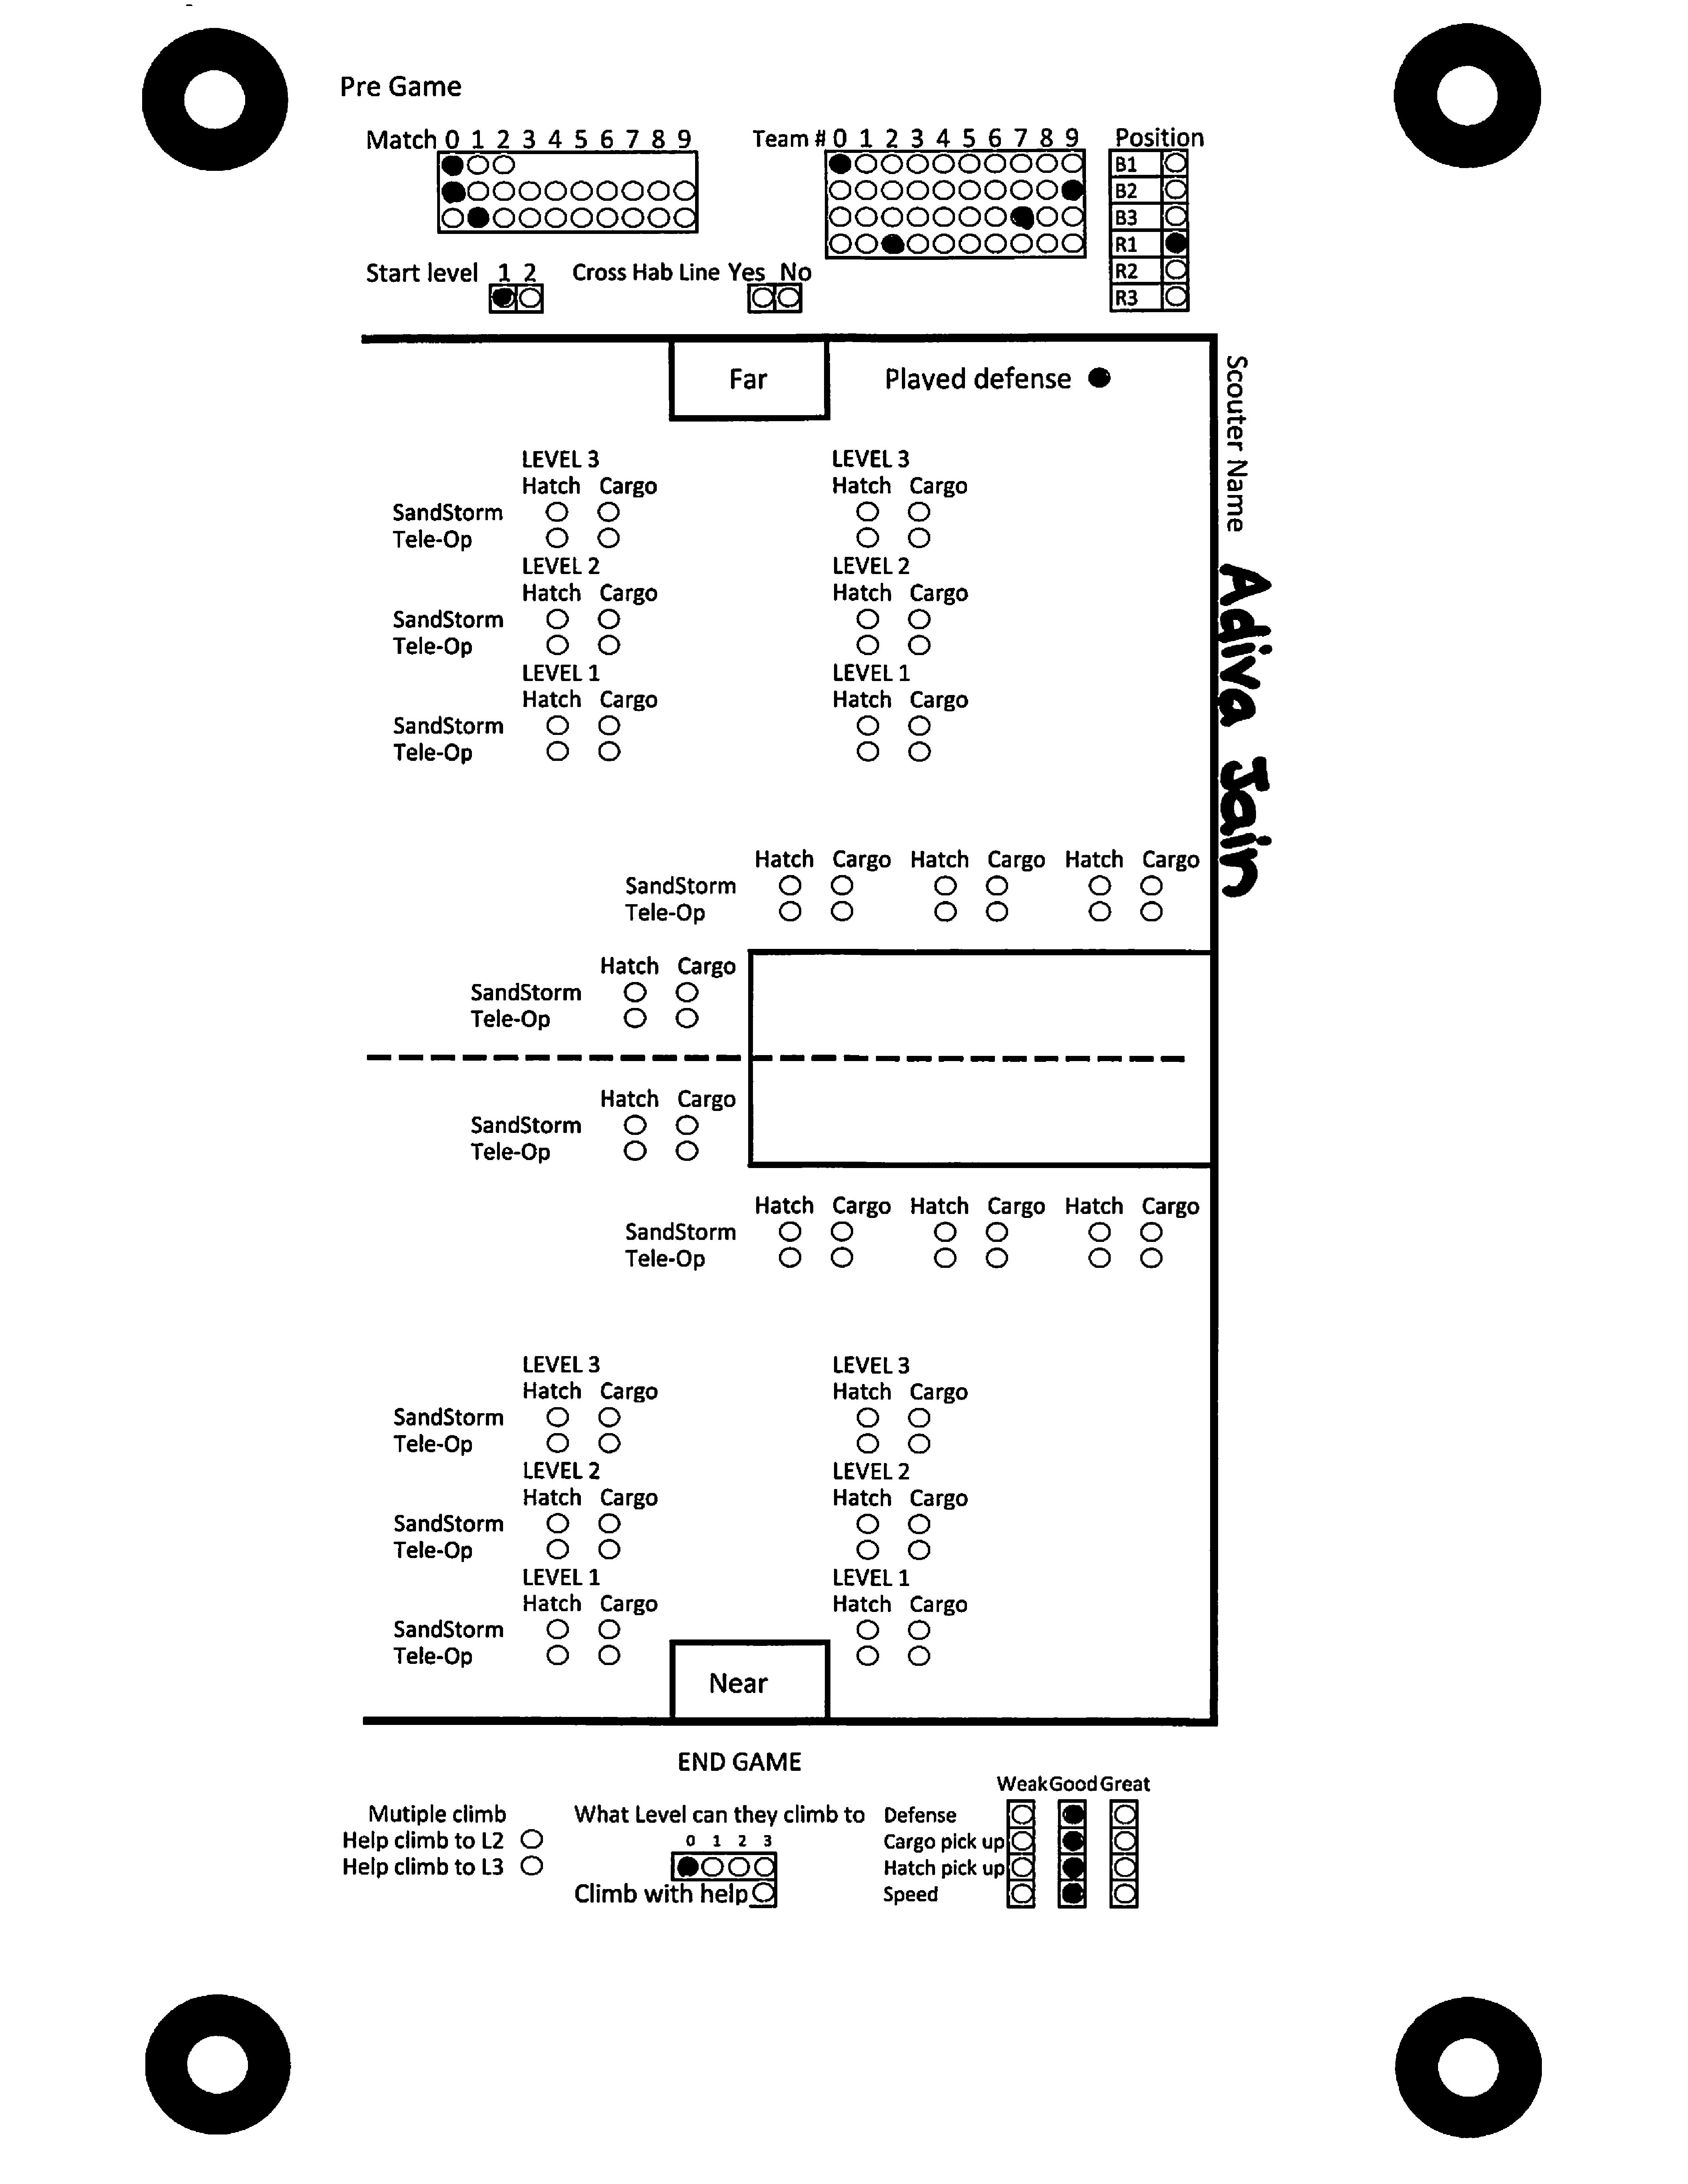 Pre Game
Match 0 1 2 3 4 5 6 7 8 9
Team # 0 1 2 3 4 5 6 7 8 9
Position
B1
B2
B3
R1
R2
R3
Start level 1 2
Cross Hab Line Yes No
Far
Played defense
Scouter Name
Adiva Jain
LEVEL 3 LEVEL 3
Hatch Cargo Hatch Cargo
SandStorm
Tele-Op
LEVEL 2 LEVEL 2
Hatch Cargo Hatch Cargo
SandStorm
Tele-Op
LEVEL 1 LEVEL 1
Hatch Cargo Hatch Cargo
SandStorm
Tele-Op
Hatch Cargo Hatch Cargo Hatch Cargo
SandStorm
Tele-Op
Hatch Cargo
SandStorm
Tele-Op
Hatch Cargo
SandStorm
Tele-Op
Hatch Cargo Hatch Cargo Hatch Cargo
SandStorm
Tele-Op
LEVEL 3 LEVEL 3
Hatch Cargo Hatch Cargo
SandStorm
Tele-Op
LEVEL 2 LEVEL 2
Hatch Cargo Hatch Cargo
SandStorm
Tele-Op
LEVEL 1 LEVEL 1
Hatch Cargo Hatch Cargo
SandStorm
Tele-Op
Near
END GAME
Mutiple climb
Help climb to L2
Help climb to L3
What Level can they climb to
0 1 2 3
Climb with help
Weak Good Great
Defense
Cargo pick up
Hatch pick up
Speed